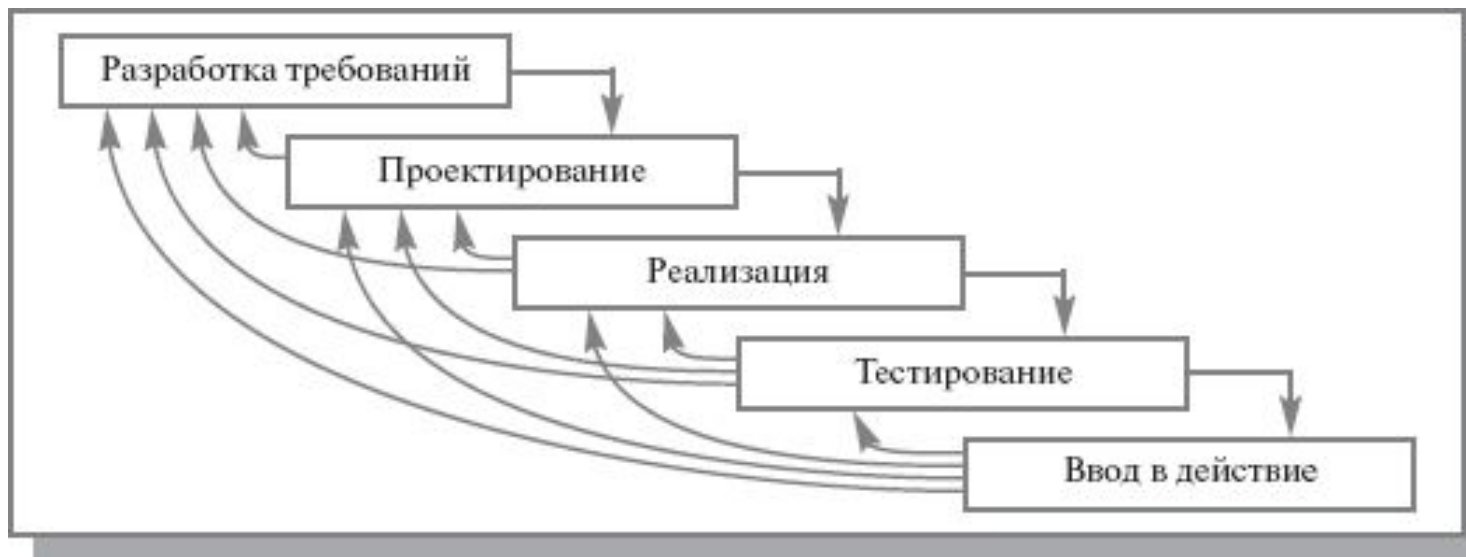 Разработка требований
Проектирование
Реализация
Тестирование
Ввод в действие